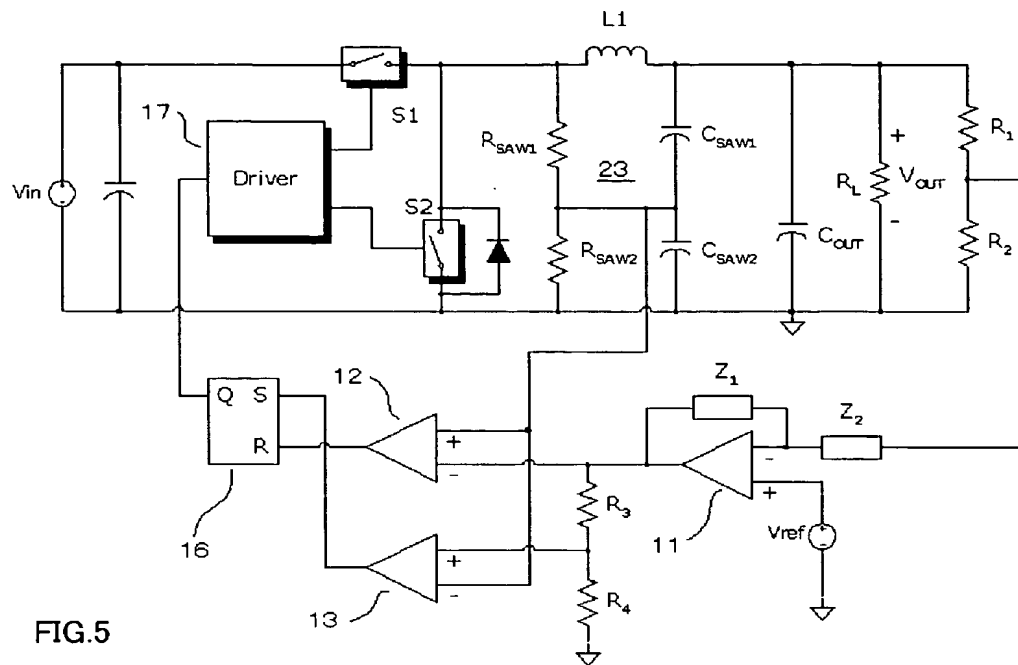 L1
S1
17
Driver
Vin
R_SAW1
C_SAW1
23
S2
R_SAW2
C_SAW2
C_OUT
R_L
+
V_OUT
-
R_1
R_2
Q S
R
16
12
+
-
13
+
-
R_3
R_4
Z_1
Z_2
-
+
11
Vref
FIG.5